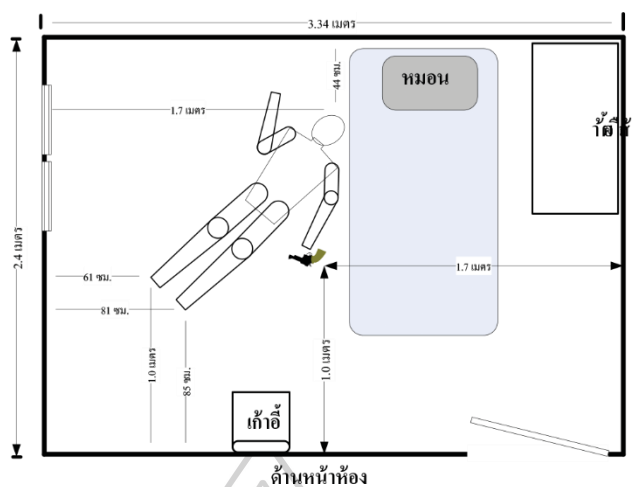 3.34 เมตร
44 ซม.
หมอน
1.7 เมตร
2.4 เมตร
61 ซม.
1.7 เมตร
81 ซม.
1.0 เมตร
85 ซม.
1.0 เมตร
เก้าอี้
ด้านหน้าห้อง